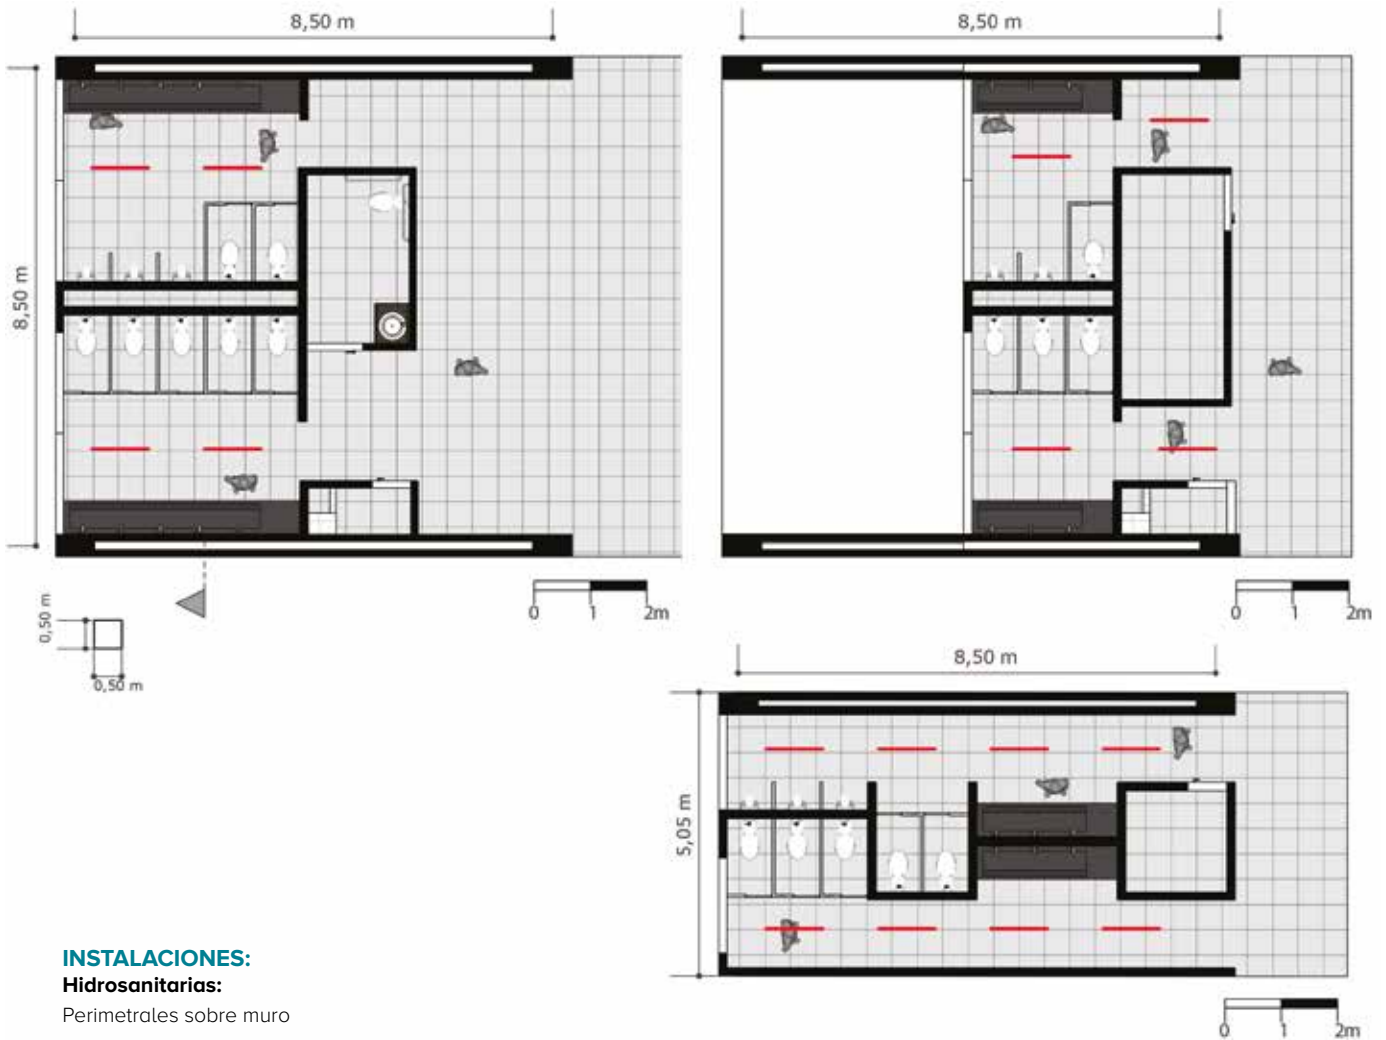 8,50 m
8,50 m
8,50 m
0 1 2m
0 1 2m
0,50 m
0,50 m
8,50 m
5,05 m
0 1 2m
INSTALACIONES:
Hidrosanitarias:
Perimetrales sobre muro